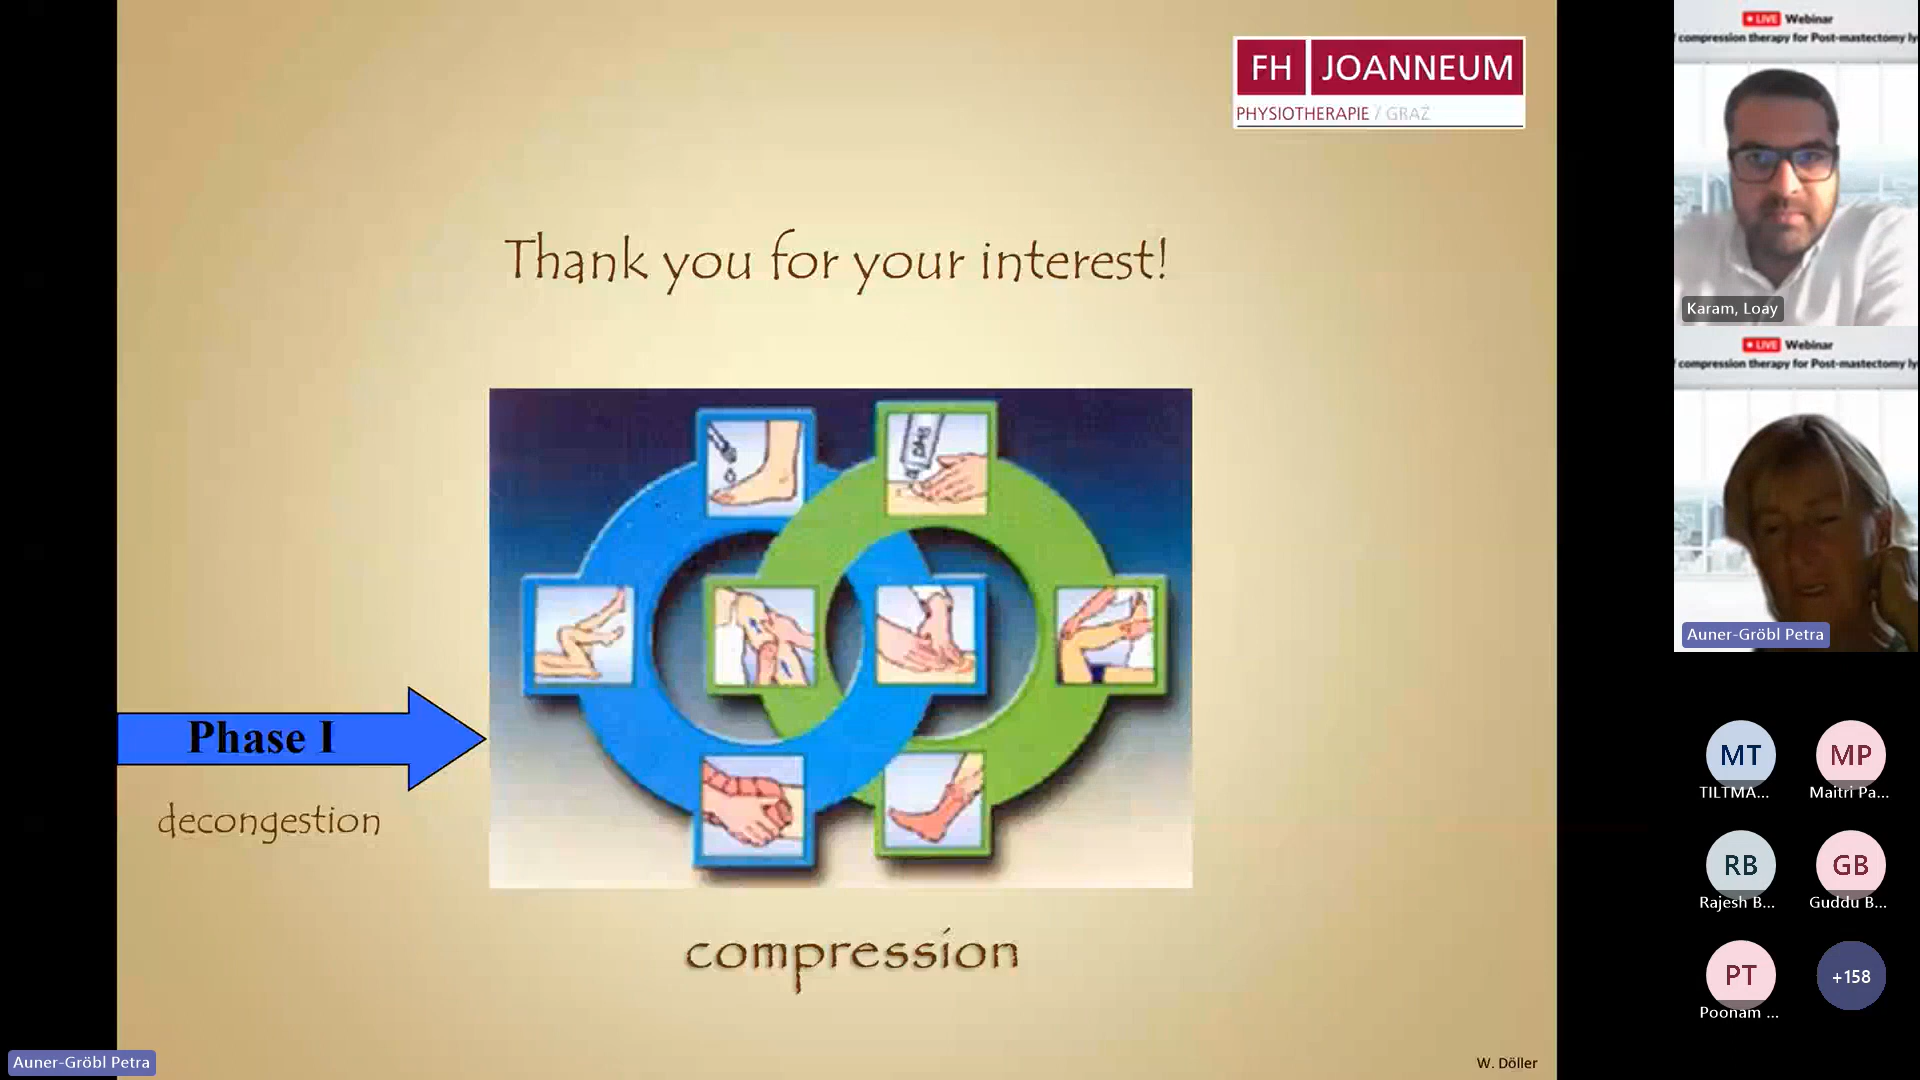 FH JOANNEUM
PHYSIOTHERAPIE / GRAZ
Thank you for your interest!
Phase I
decongestion
compression
W. Döller
Auner-Gröbl Petra
LIVE Webinar
compression therapy for Post-mastectomy ly
Karam, Loay
LIVE Webinar
compression therapy for Post-mastectomy ly
Auner-Gröbl Petra
MT
TILTMA...
MP
Maitri Pa...
RB
Rajesh B...
GB
Guddu B...
PT
Poonam ...
+158